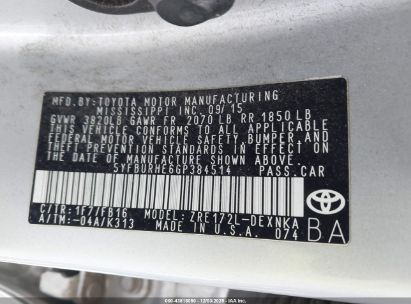 MFD. BY: TOYOTA MOTOR MANUFACTURING
MISSISSIPPI INC. 09/15
GVWR 3820LB GAWR FR 2070 LB RR 1850 LB
THIS VEHICLE CONFORMS TO ALL APPLICABLE
FEDERAL MOTOR VEHICLE SAFETY, BUMPER, AND
THEFT PREVENTION STANDARDS IN EFFECT ON
THE DATE OF MANUFACTURE SHOWN ABOVE.
5YFBURHE6GP384514 PASS.CAR
C/TR: 1F7/FB16 MODEL: ZRE172L-DEXNKA
A/TM:-04A/K313 MADE IN U.S.A. 074
TOYOTA
BA